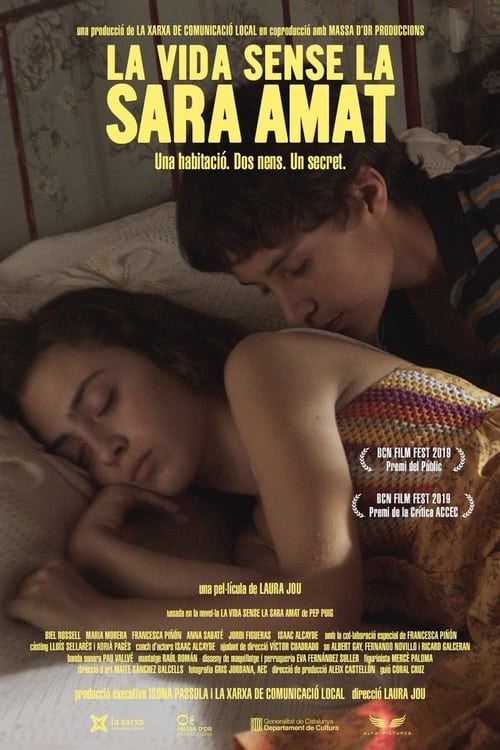 una producció de LA XARXA DE COMUNICACIÓ LOCAL en coproducció amb MASSA D'OR PRODUCCIONS
LA VIDA SENSE LA
SARA AMAT
Una habitació. Dos nens. Un secret.
BCN FILM FEST 2019
Premi del Públic
BCN FILM FEST 2019
Premi de la Crítica ACCEC
una pel·lícula de LAURA JOU
basada en la novel·la LA VIDA SENSE LA SARA AMAT de PEP PUIG
BIEL ROSSELL MARIA MORERA FRANCESCA PIÑÓN ANNA SABATÉ JORDI FIGUERAS ISAAC ALCAYDE amb la col·laboració especial de FRANCESCA PIÑÓN
càsting LLUÍS SELLARÈS i ADRIÀ PAGÈS coach d'actors ISAAC ALCAYDE ajudant de direcció VÍCTOR CUADRADO so ALBERT GAY, FERNANDO NOVILLO i RICARD GALCERAN
banda sonora PAU VALLVÉ muntatge RAÚL ROMÁN disseny de maquillatge i perruqueria EVA FERNÁNDEZ SULLER figurinista MERCÈ PALOMA
direcció d'art MAITE SÁNCHEZ BALCELLS fotografia GRIS JORDANA, AEC direcció de producció ALEIX CASTELLÓN guió CORAL CRUZ
producció executiva ISONA PASSOLA i LA XARXA DE COMUNICACIÓ LOCAL direcció LAURA JOU
la xarxa
MASSA D'OR
PRODUCCIONS
Generalitat de Catalunya
Departament de Cultura
ALFA PICTURES